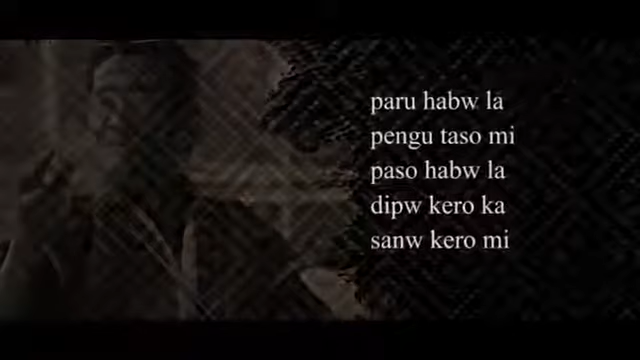 paru habw la
pengu taso mi
paso habw la
dipw kero ka
sanw kero mi